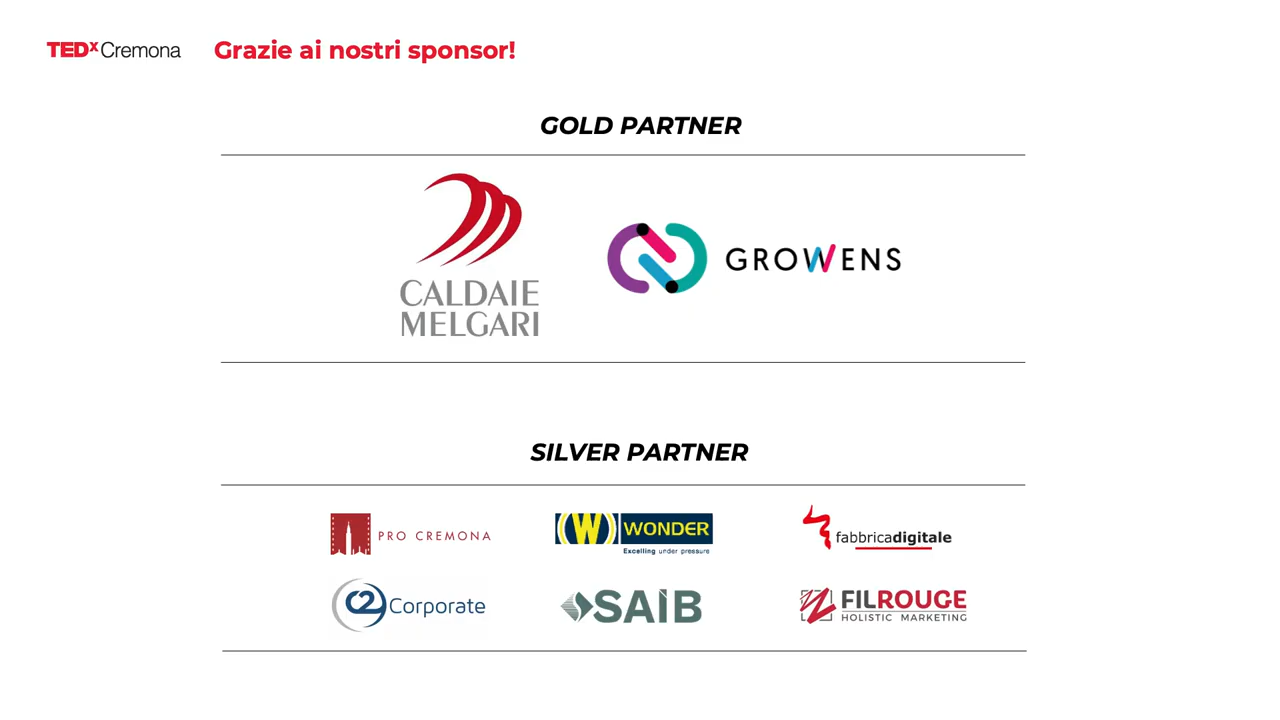 TEDxCremona Grazie ai nostri sponsor!
GOLD PARTNER
CALDAIE
MELGARI
GROWENS
SILVER PARTNER
PRO CREMONA
W WONDER
Excelling under pressure
fabbricadigitale
C2 Corporate
SAIB
FILROUGE
HOLISTIC MARKETING